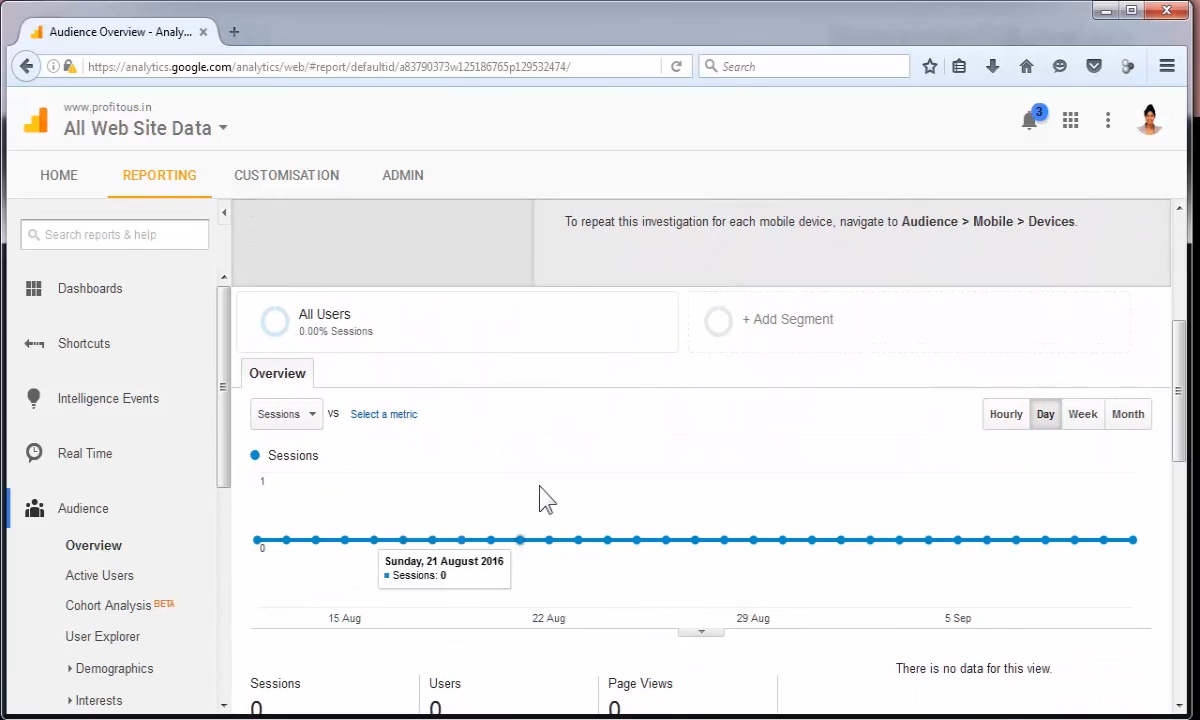 Audience Overview - Analy...
https://analytics.google.com/analytics/web/#report/defaultid/a83790373w125186765p129532474/
Search
www.profitous.in
All Web Site Data
3
HOME
REPORTING
CUSTOMISATION
ADMIN
Search reports & help
To repeat this investigation for each mobile device, navigate to Audience > Mobile > Devices.
Dashboards
Shortcuts
Intelligence Events
Real Time
Audience
Overview
Active Users
Cohort Analysis BETA
User Explorer
Demographics
Interests
All Users
0.00% Sessions
+ Add Segment
Overview
Sessions
VS
Select a metric
Hourly
Day
Week
Month
Sessions
1
0
Sunday, 21 August 2016
Sessions: 0
15 Aug
22 Aug
29 Aug
5 Sep
Sessions
0
Users
0
Page Views
0
There is no data for this view.